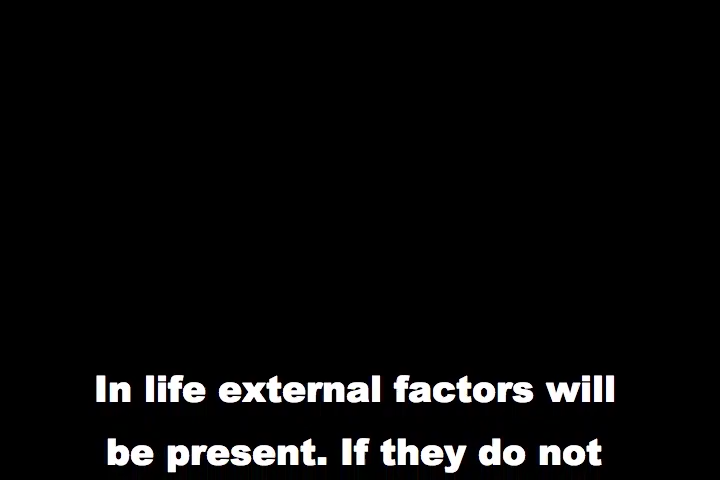 In life external factors will
be present. If they do not